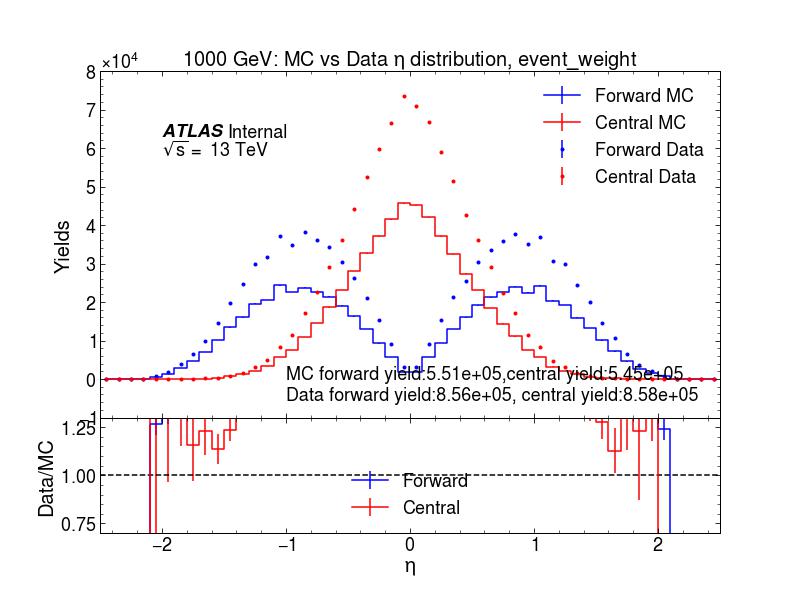 ×10⁴
1000 GeV: MC vs Data η distribution, event_weight
8
7
6
5
4
3
2
1
0
−1
Yields
ATLAS Internal
√s = 13 TeV
Forward MC
Central MC
Forward Data
Central Data
MC forward yield:5.51e+05,central yield:5.45e+05
Data forward yield:8.56e+05, central yield:8.58e+05
1.25
1.00
0.75
Data/MC
Forward
Central
−2
−1
0
1
2
η